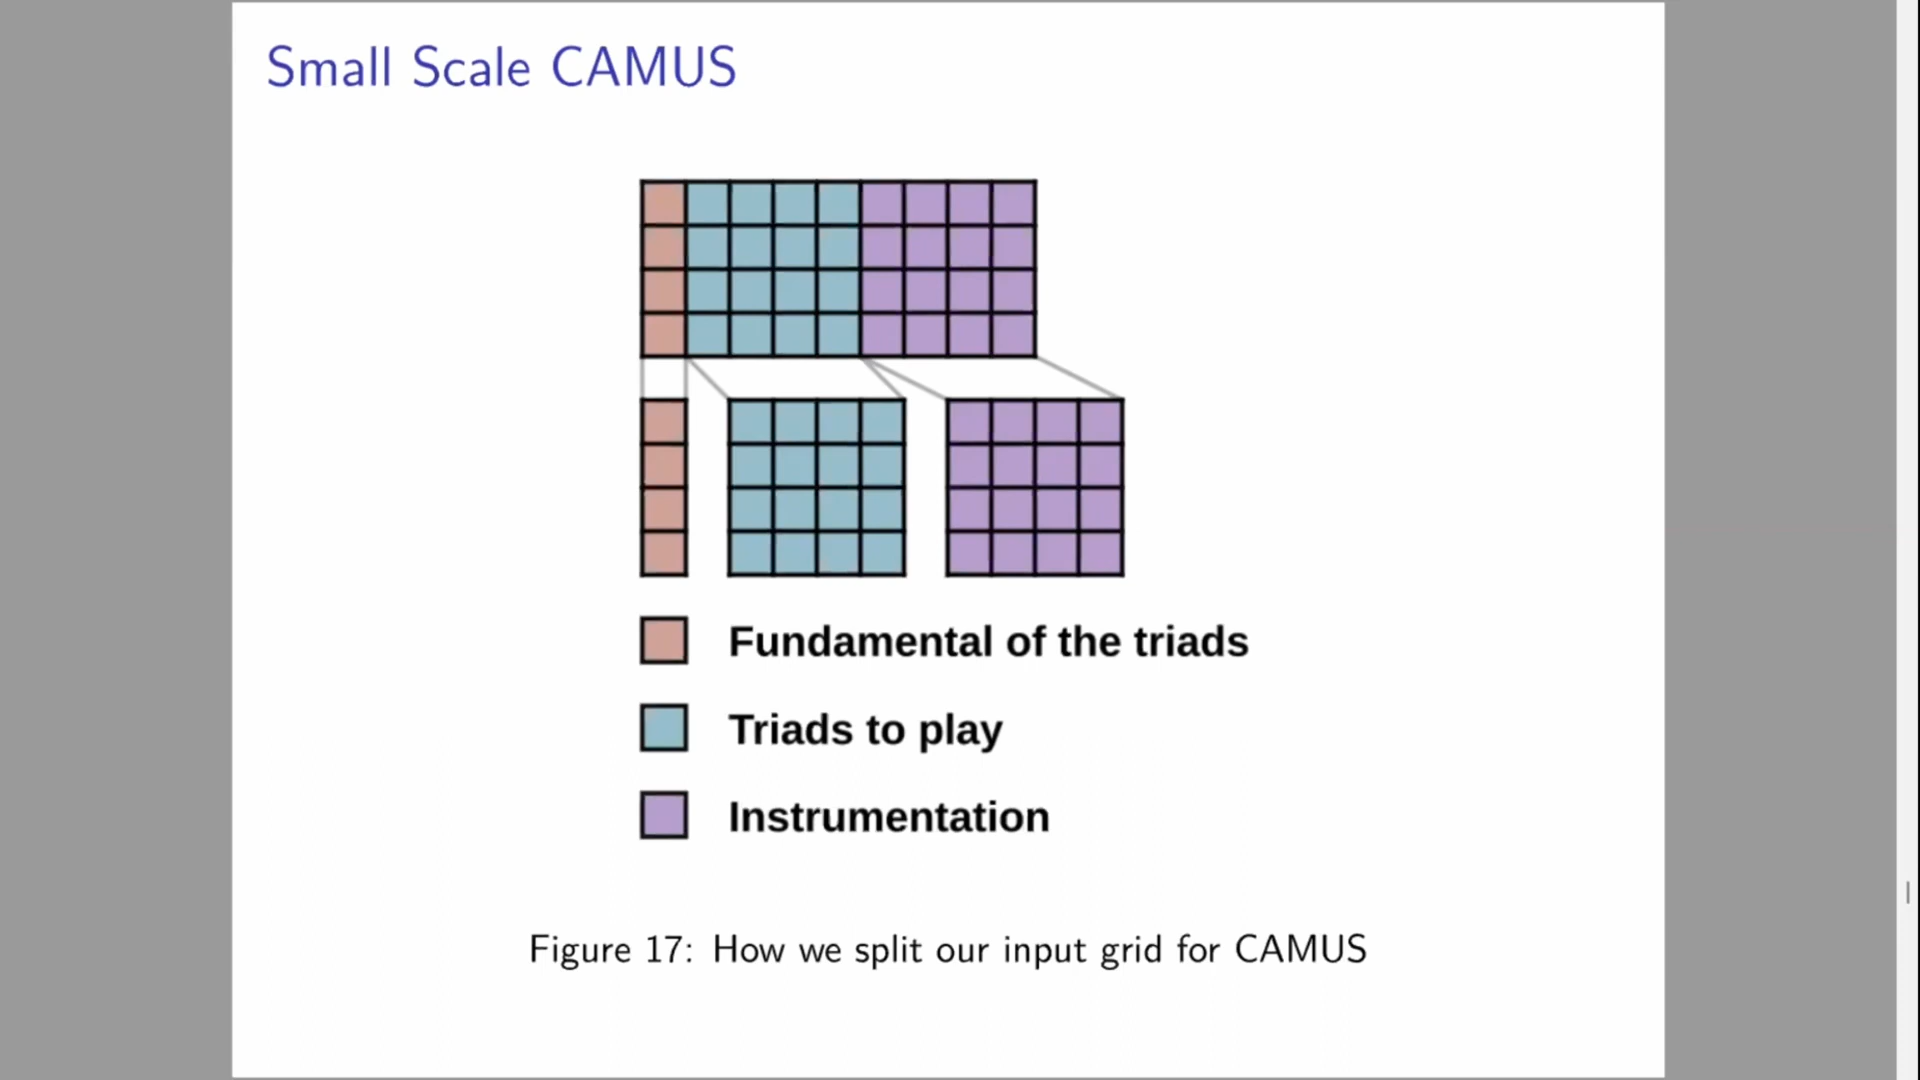 Small Scale CAMUS
Fundamental of the triads
Triads to play
Instrumentation
Figure 17: How we split our input grid for CAMUS